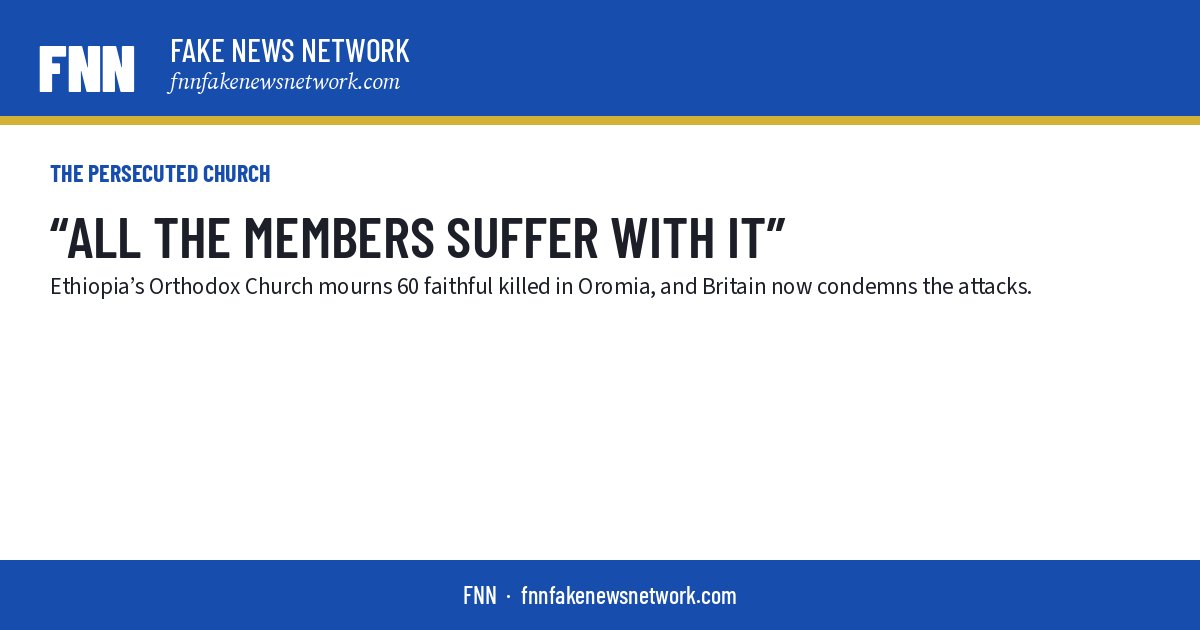 FNN
FAKE NEWS NETWORK
fnnfakenewsnetwork.com
THE PERSECUTED CHURCH
“ALL THE MEMBERS SUFFER WITH IT”
Ethiopia’s Orthodox Church mourns 60 faithful killed in Oromia, and Britain now condemns the attacks.
FNN · fnnfakenewsnetwork.com